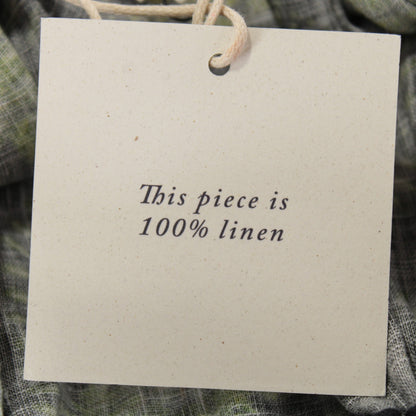 This piece is
100% linen